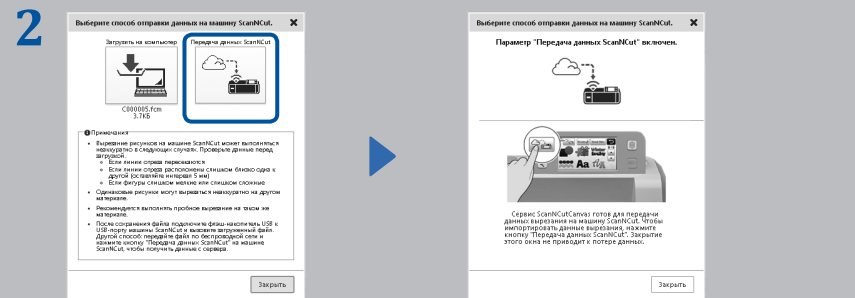 2
Выберите способ отправки данных на машину ScanNCut.
Загрузить на компьютер
Передача данных ScanNCut
C000005.fcm
3.7КБ
Примечания
• Вырезание рисунков на машине ScanNCut может выполняться
неаккуратно в следующих случаях. Проверьте данные перед
загрузкой.
• Если линии отреза пересекаются
• Если линии отреза расположены слишком близко одна к
другой (оставляйте интервал 5 мм)
• Если фигуры слишком мелкие или слишком сложные
• Одинаковые рисунки могут вырезаться неаккуратно на другом
материале.
• Рекомендуется выполнять пробное вырезание на таком же
материале.
• После сохранения файла подключите флэш-накопитель USB к
USB-порту машины ScanNCut и вызовите загруженный файл.
Другой способ: передайте файл по беспроводной сети и
нажмите кнопку "Передача данных ScanNCut" на машине
ScanNCut, чтобы получить данные с сервера.
Закрыть
Выберите способ отправки данных на машину ScanNCut.
Параметр "Передача данных ScanNCut" включен.
Aa
Сервис ScanNCutCanvas готов для передачи
данных вырезания на машину ScanNCut. Чтобы
импортировать данные вырезания, нажмите
кнопку "Передача данных ScanNCut". Закрытие
этого окна не приводит к потере данных.
Закрыть